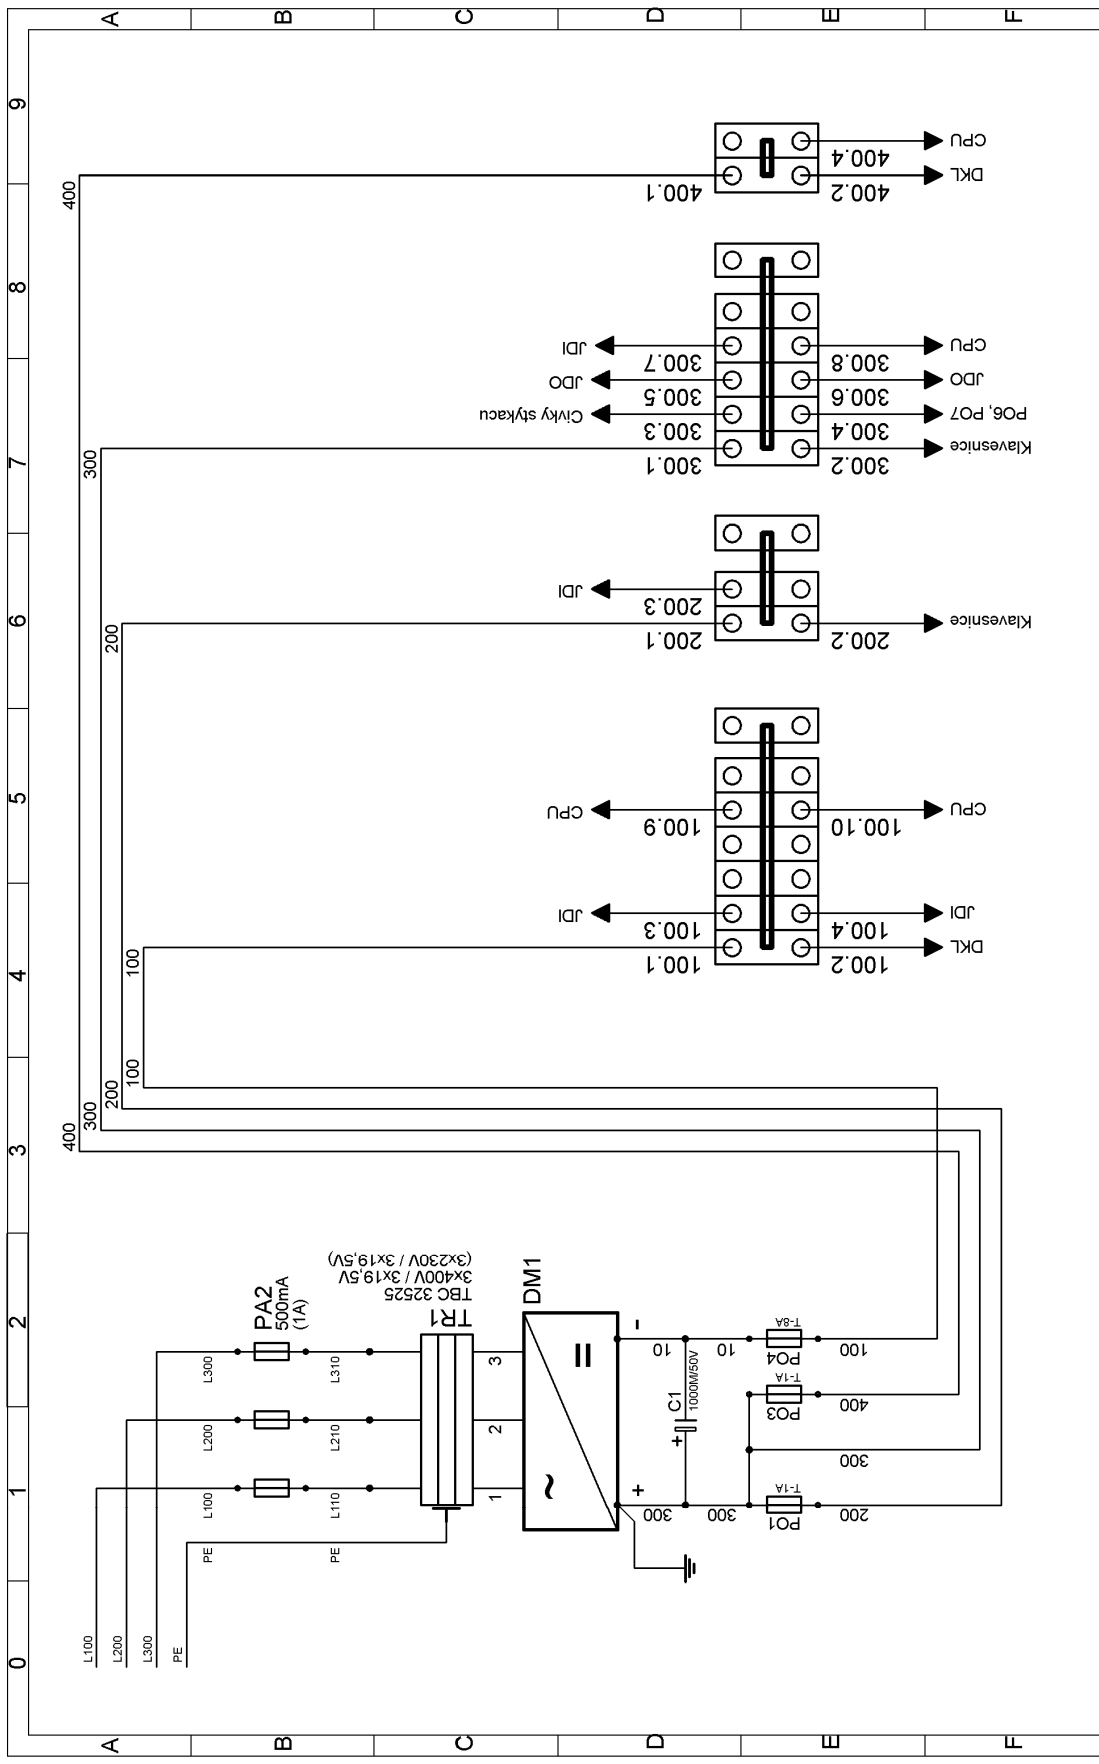 A
B
C
D
E
F
9
8
7
6
5
4
3
2
1
0
A
B
C
D
E
F
L100
L200
L300
PE
L100
L200
L300
PE
PA2
500mA
(1A)
L110
L210
L310
PE
TR1
TBC 32525
3x400V / 3x19,5V
(3x230V / 3x19,5V)
1
2
3
DM1
~
=
+
-
300
10
C1
1000M/50V
+
300
10
PO1
T-1A
PO3
T-1A
PO4
T-8A
200
300
400
100
400
300
200
100
100
200
300
400
100.1
100.3
JDI
100.9
CPU
100.2
DKL
100.4
JDI
100.10
CPU
200.1
200.3
JDI
200.2
Klavesnice
300.1
300.3
Civky stykacu
300.5
JDO
300.7
JDI
300.2
Klavesnice
300.4
PO6, PO7
300.6
JDO
300.8
CPU
400.1
400.2
DKL
400.4
CPU